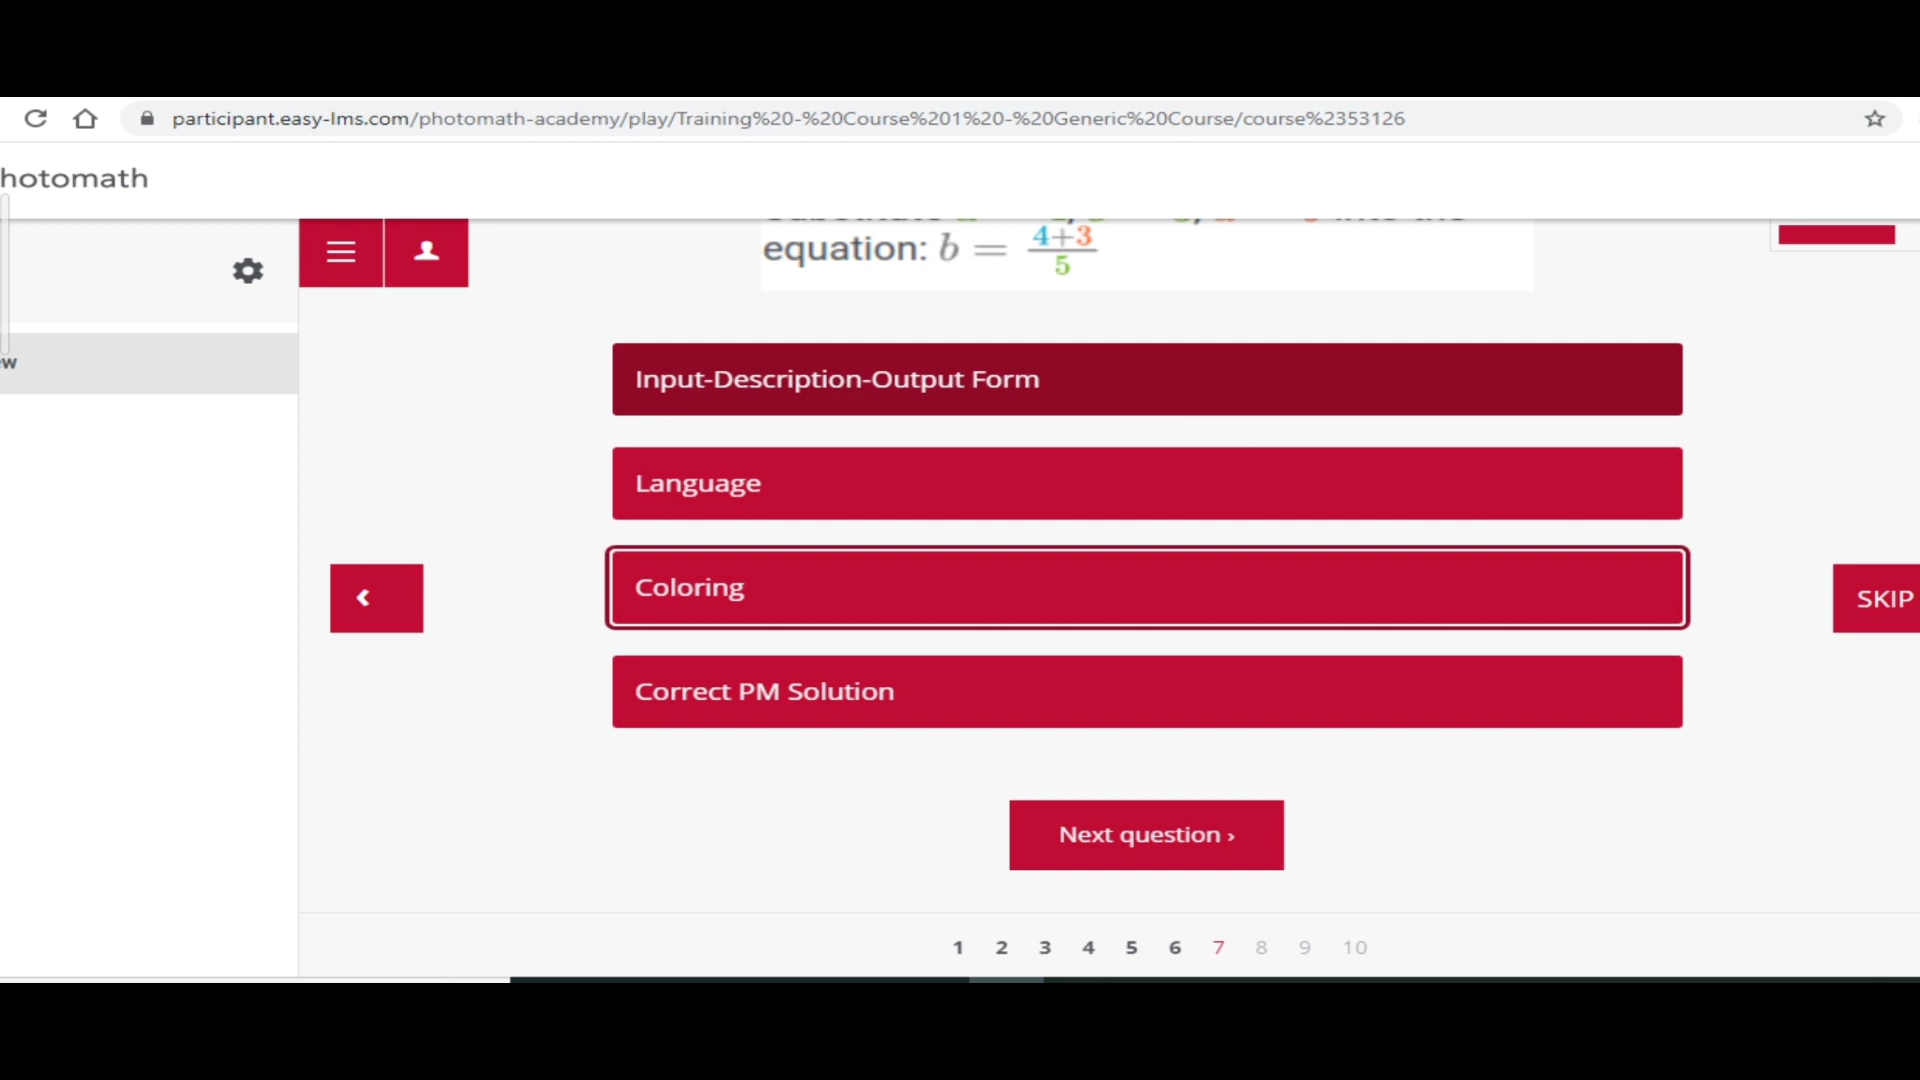 participant.easy-lms.com/photomath-academy/play/Training%20-%20Course%201%20-%20Generic%20Course/course%2353126
hotomath
equation: b = 4+3
5
ew
Input-Description-Output Form
Language
Coloring
SKIP
Correct PM Solution
Next question ›
1 2 3 4 5 6 7 8 9 10